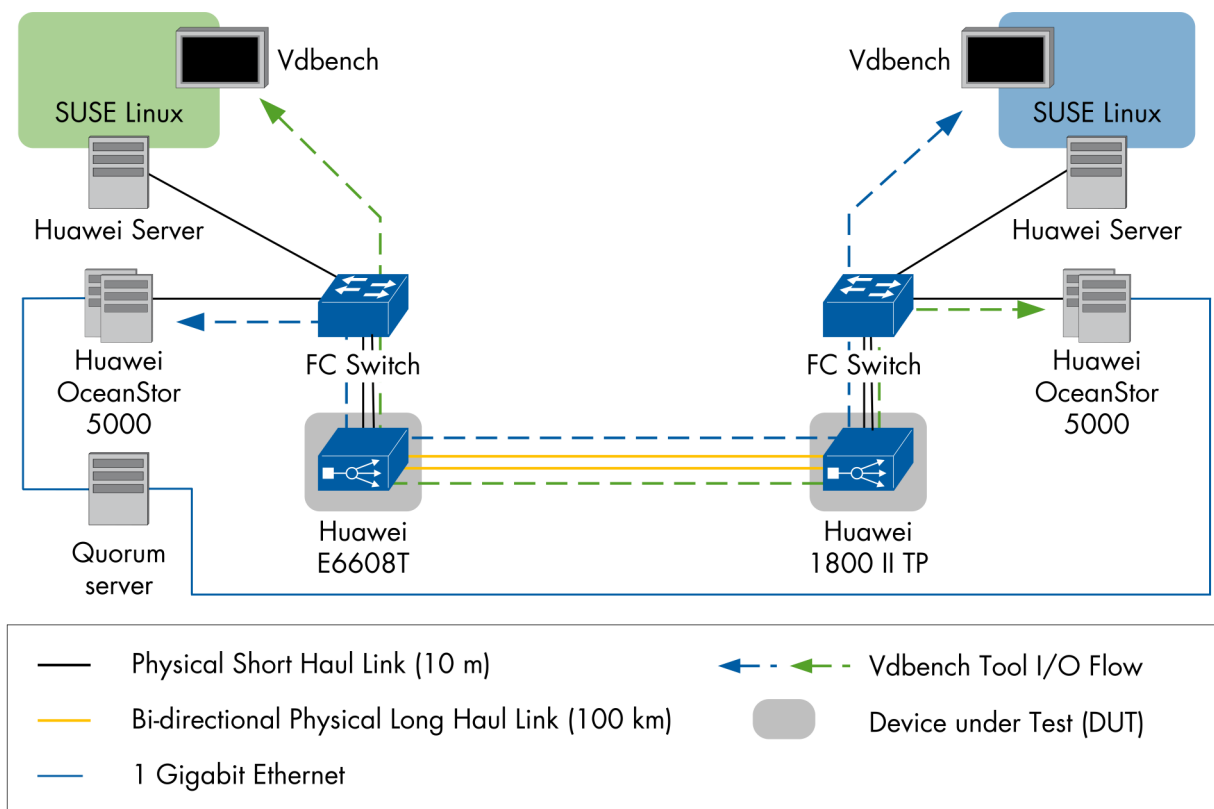 Vdbench
SUSE Linux
Huawei Server
Huawei
OceanStor
5000
FC Switch
Quorum
server
Huawei
E6608T
Vdbench
SUSE Linux
Huawei Server
FC Switch
Huawei
OceanStor
5000
Huawei
1800 II TP
Physical Short Haul Link (10 m)
Bi-directional Physical Long Haul Link (100 km)
1 Gigabit Ethernet
Vdbench Tool I/O Flow
Device under Test (DUT)